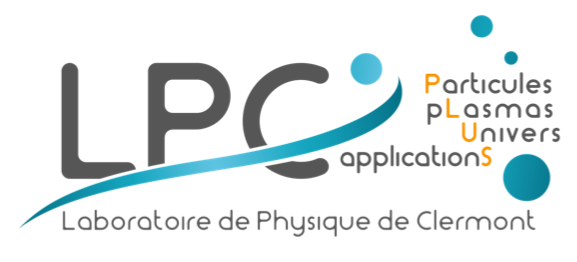 LPC
Particules
pLasmas
Univers
applicationS
Laboratoire de Physique de Clermont